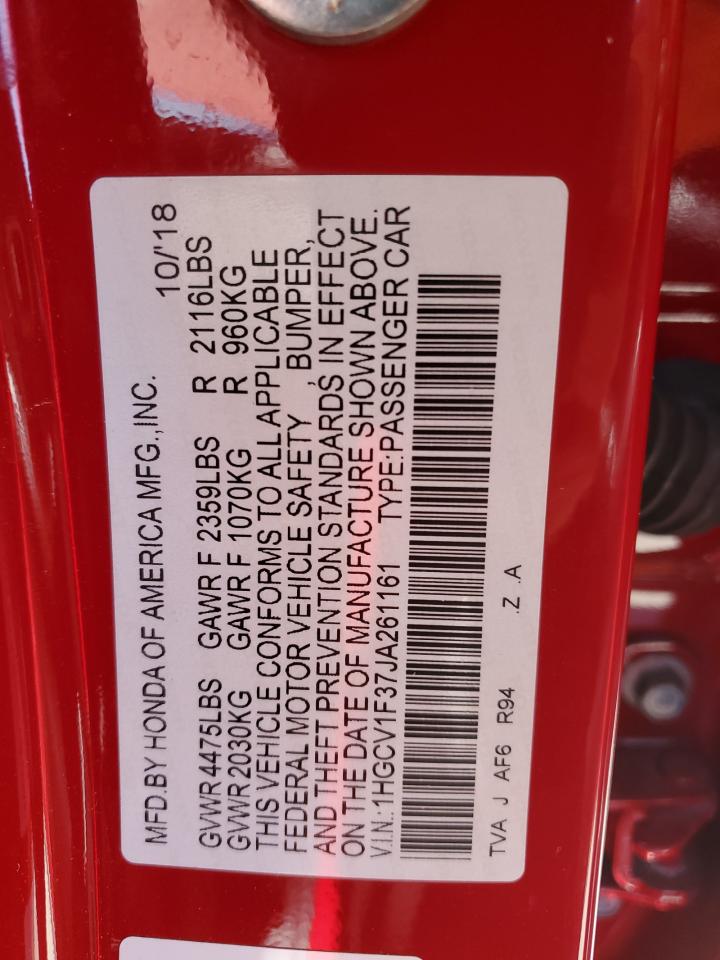 MFD.BY HONDA OF AMERICA MFG.,INC. 10/'18
GVWR 4475LBS GAWR F 2359LBS R 2116LBS
GVWR 2030KG GAWR F 1070KG R 960KG
THIS VEHICLE CONFORMS TO ALL APPLICABLE
FEDERAL MOTOR VEHICLE SAFETY , BUMPER,
AND THEFT PREVENTION STANDARDS IN EFFECT
ON THE DATE OF MANUFACTURE SHOWN ABOVE.
V.I.N.:1HGCV1F37JA261161 TYPE:PASSENGER CAR
TVA J AF6 R94 .Z .A